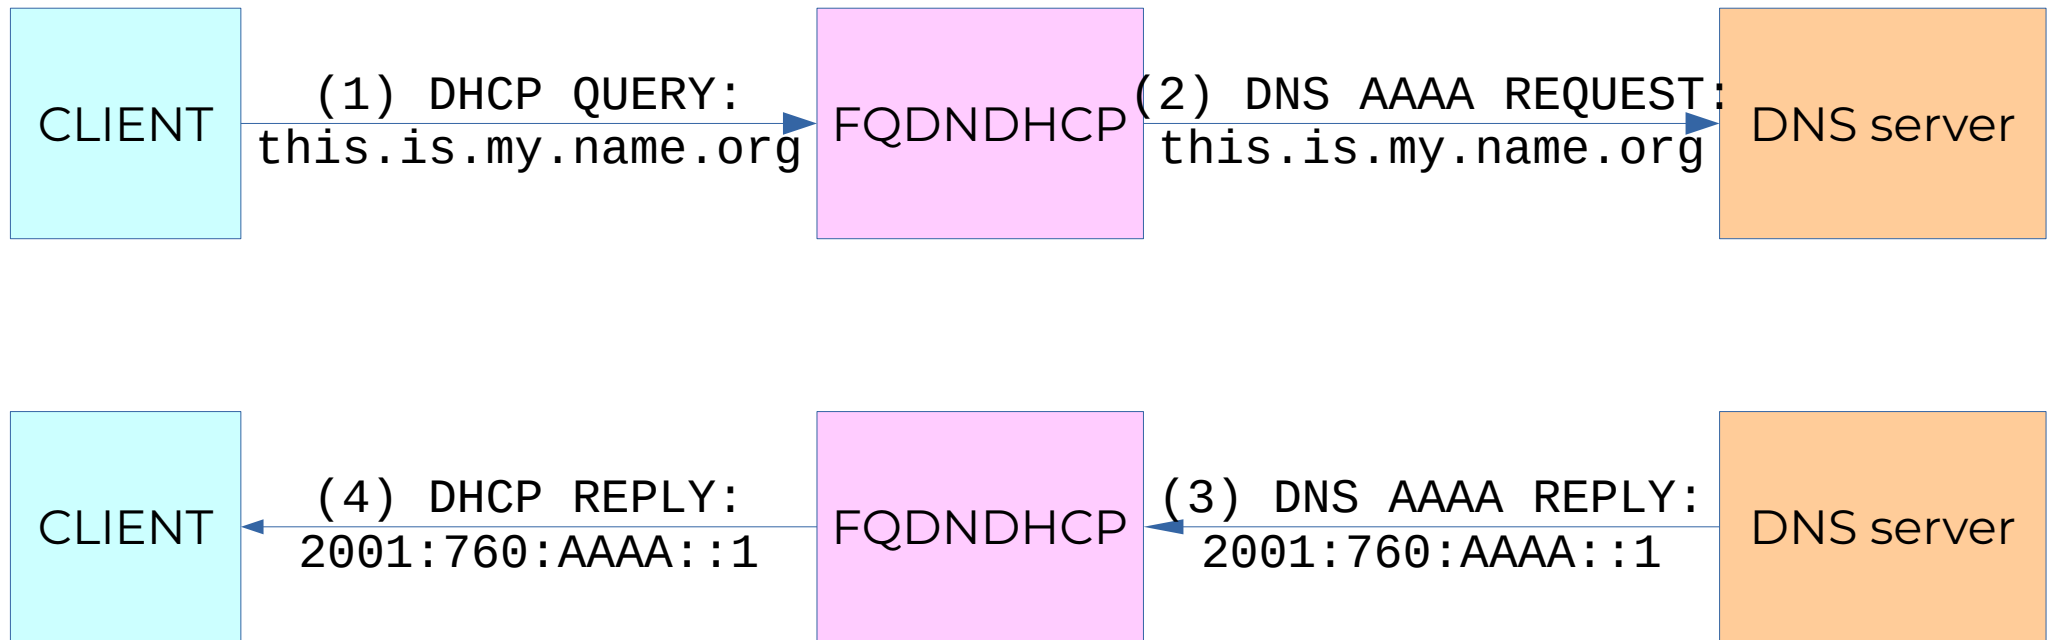 CLIENT
(1) DHCP QUERY:
this.is.my.name.org
FQDNDHCP
(2) DNS AAAA REQUEST:
this.is.my.name.org
DNS server
CLIENT
(4) DHCP REPLY:
2001:760:AAAA::1
FQDNDHCP
(3) DNS AAAA REPLY:
2001:760:AAAA::1
DNS server